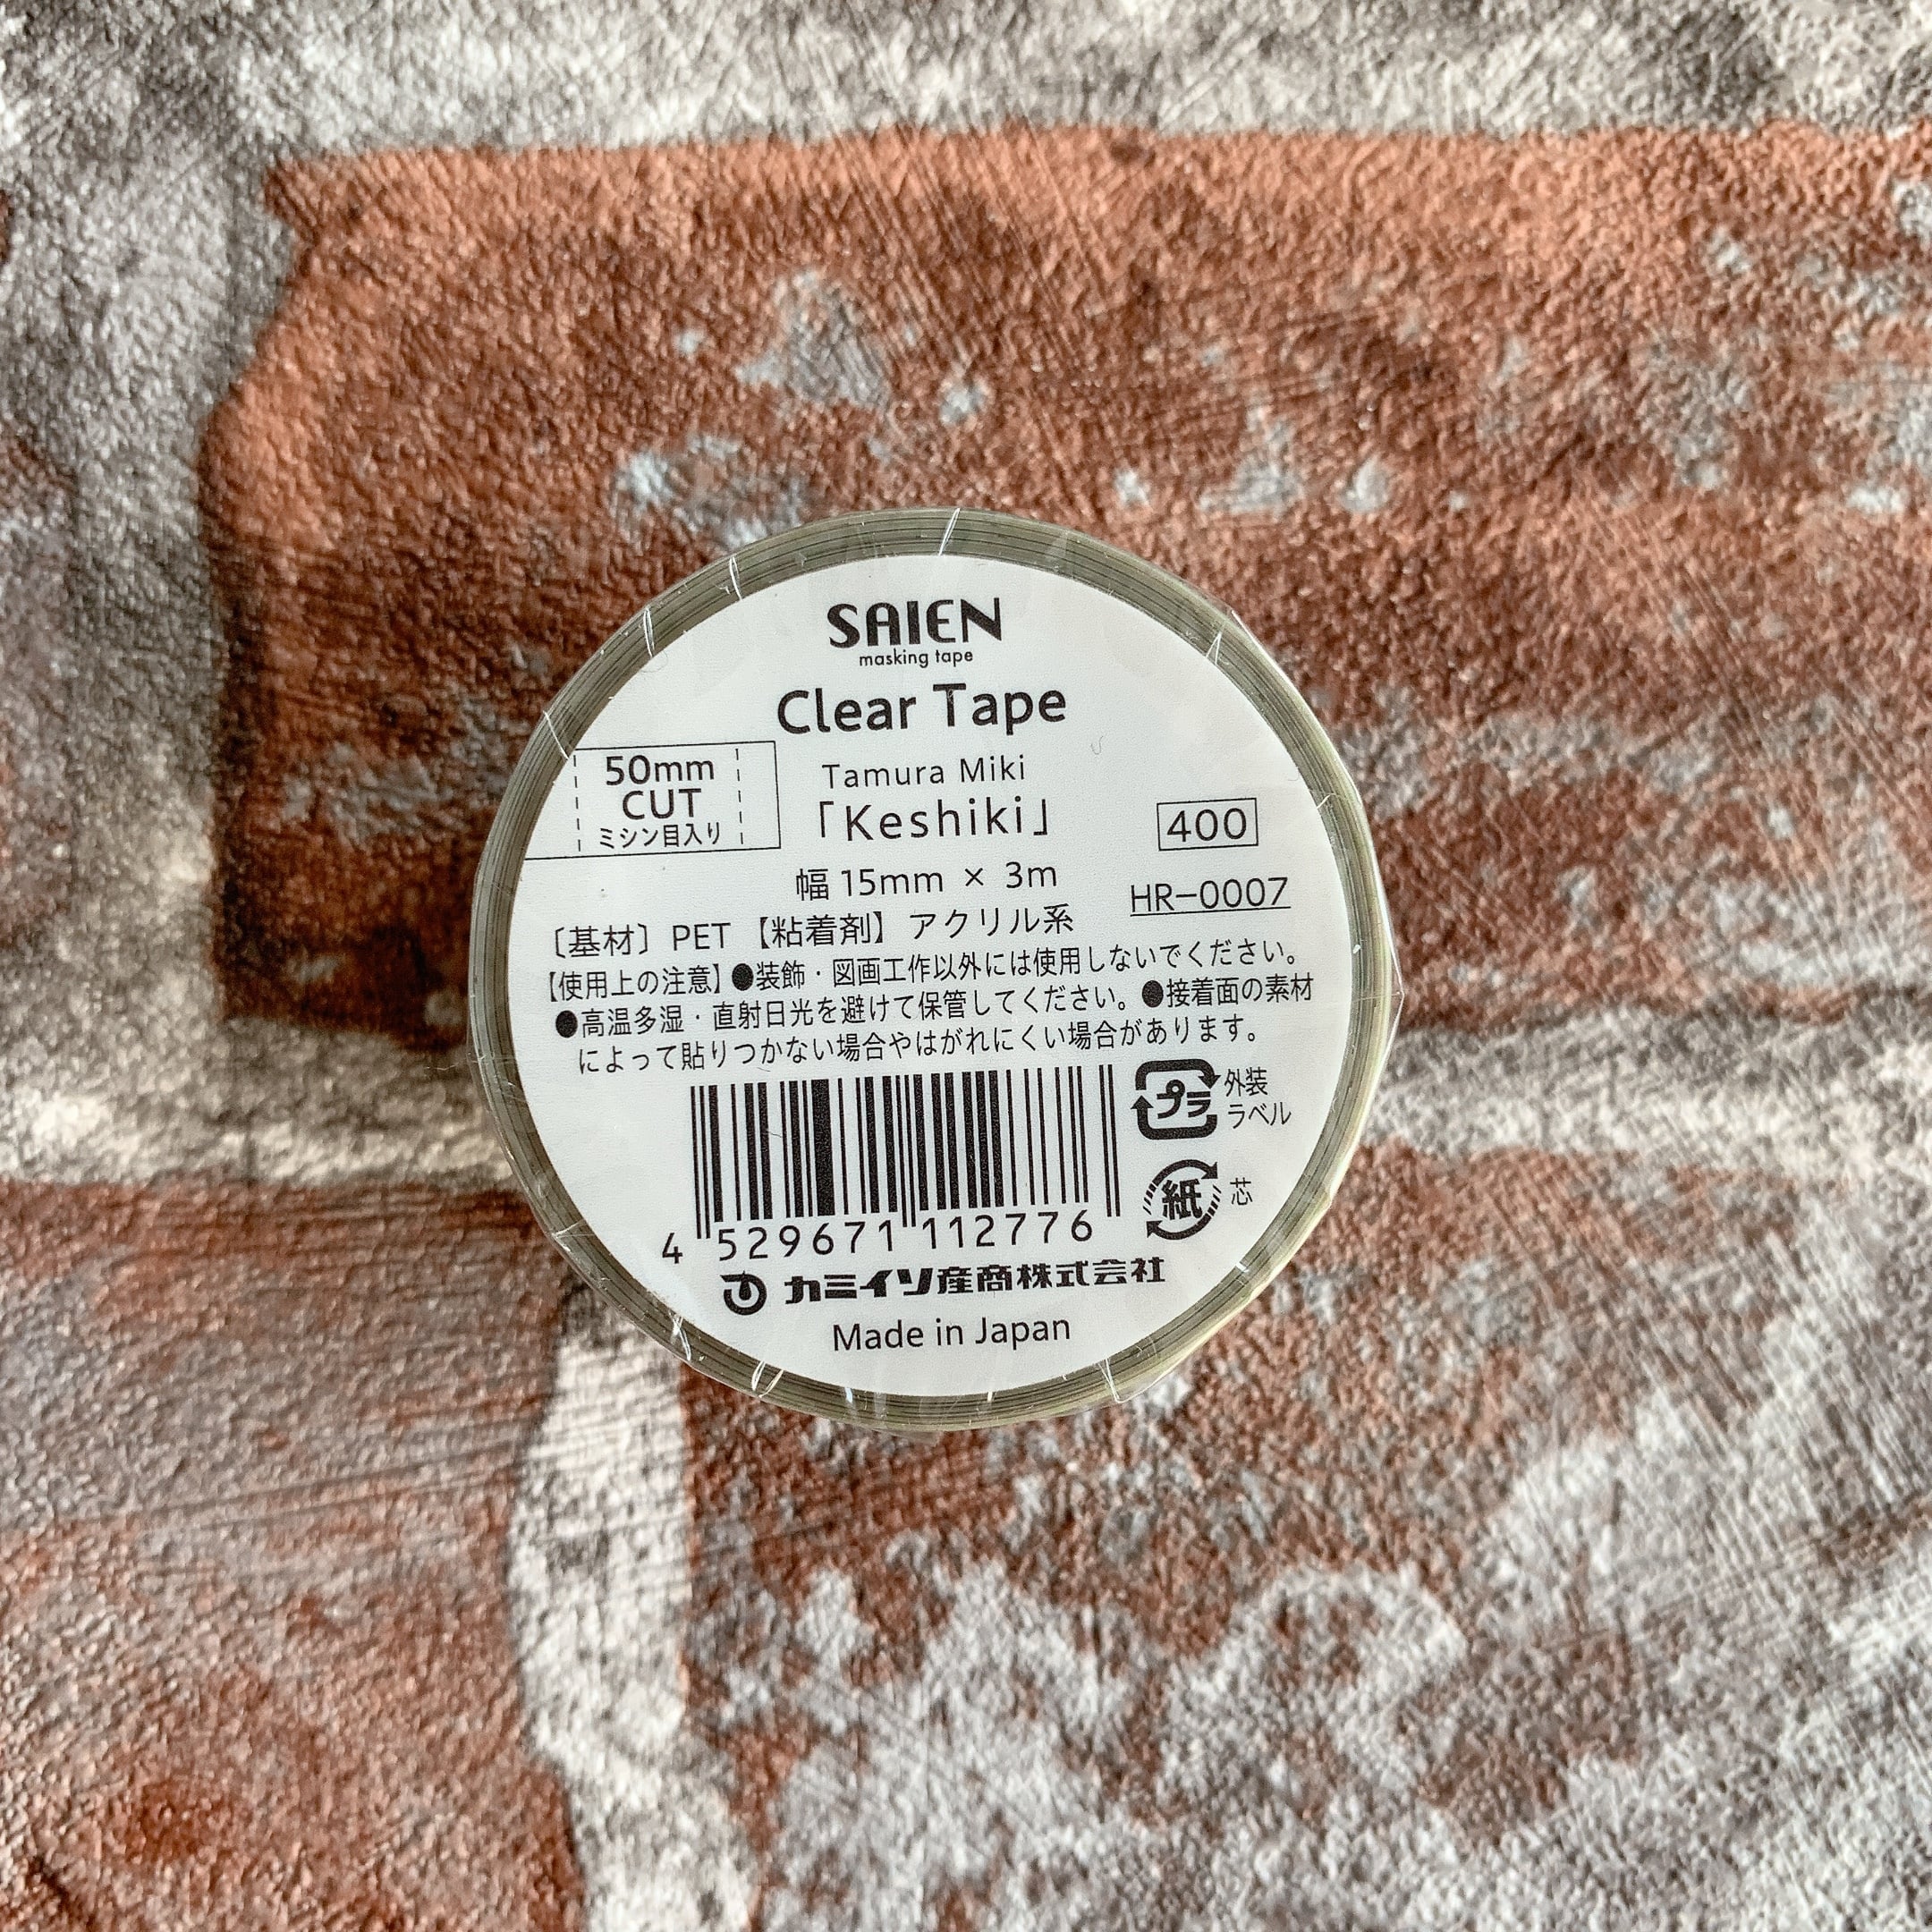 SAIEN
masking tape
Clear Tape
50mm
CUT
ミシン目入り
Tamura Miki
「Keshiki」
400
幅 15mm × 3m
HR-0007
〔基材〕PET【粘着剤】アクリル系
【使用上の注意】●装飾・図画工作以外には使用しないでください。
●高温多湿・直射日光を避けて保管してください。●接着面の素材
によって貼りつかない場合やはがれにくい場合があります。
プラ 外装
ラベル
紙 芯
4 529671 112776
カミイソ産商株式会社
Made in Japan